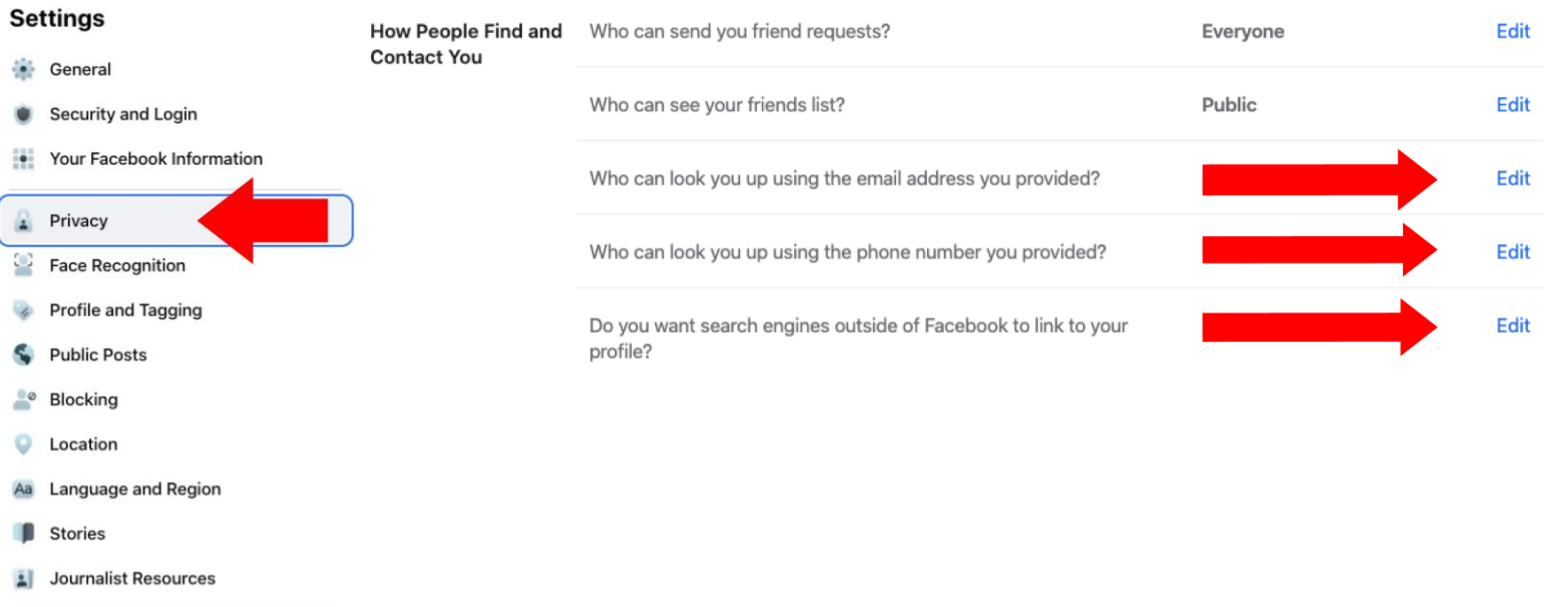 Settings
General
Security and Login
Your Facebook Information
Privacy
Face Recognition
Profile and Tagging
Public Posts
Blocking
Location
Aa Language and Region
Stories
Journalist Resources
How People Find and
Contact You
Who can send you friend requests? Everyone Edit
Who can see your friends list? Public Edit
Who can look you up using the email address you provided? Edit
Who can look you up using the phone number you provided? Edit
Do you want search engines outside of Facebook to link to your Edit
profile?